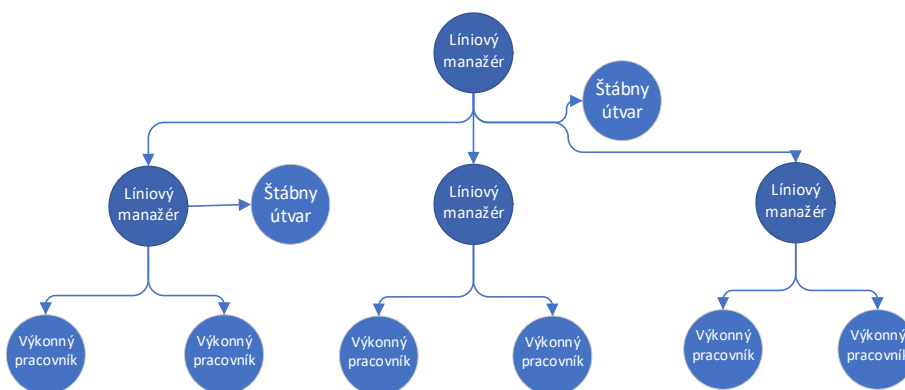 Líniový
manažér
Štábny
útvar
Líniový
manažér
Štábny
útvar
Líniový
manažér
Líniový
manažér
Výkonný
pracovník
Výkonný
pracovník
Výkonný
pracovník
Výkonný
pracovník
Výkonný
pracovník
Výkonný
pracovník